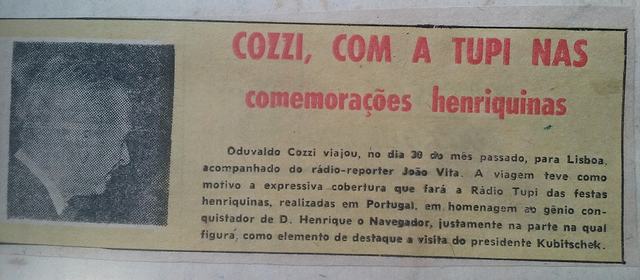 COZZI, COM A TUPI NAS
comemorações henriquinas
Oduvaldo Cozzi viajou, no dia 30 do mês passado, para Lisboa,
acompanhado do rádio-reporter João Vita. A viagem teve como
motivo a expressiva cobertura que fará a Rádio Tupi das festas
henriquinas, realizadas em Portugal, em homenagem ao gênio con-
quistador de D. Henrique o Navegador, justamente na parte na qual
figura, como elemento de destaque a visita do presidente Kubitschek.